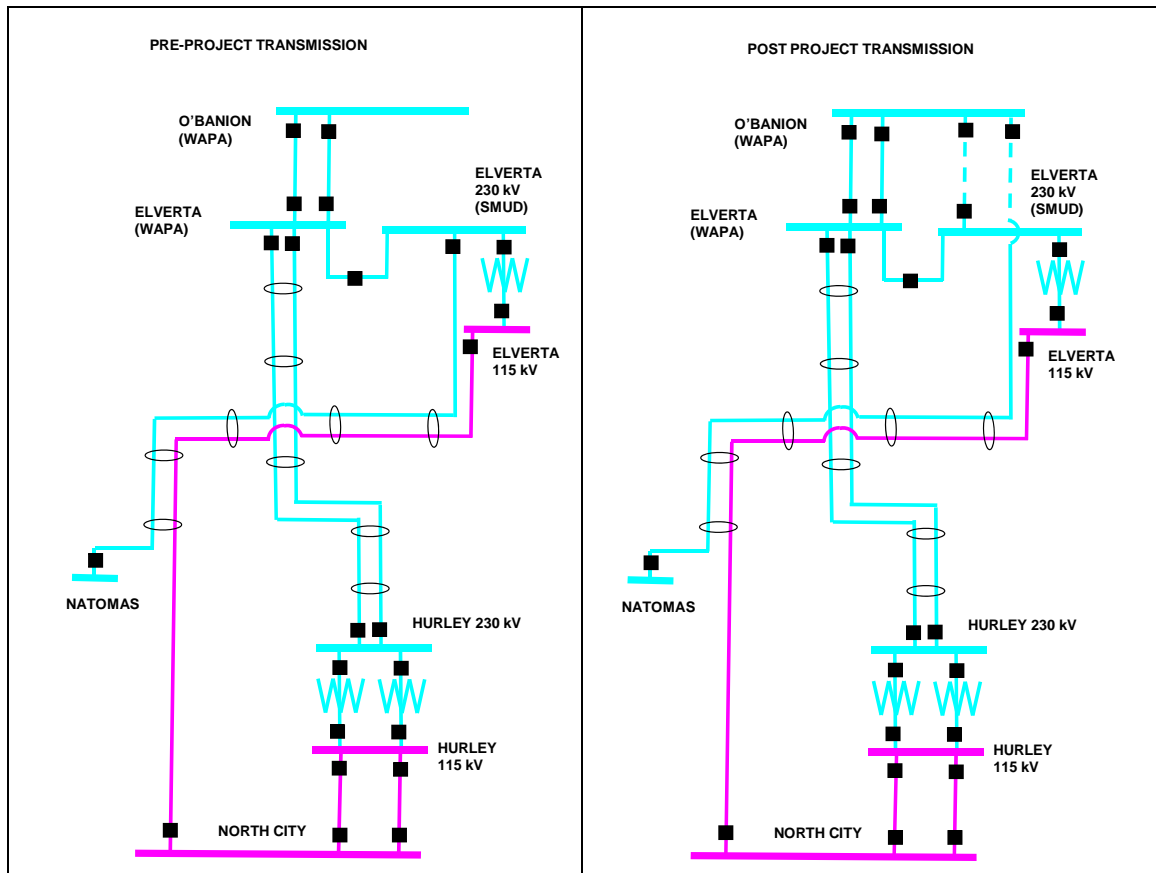 PRE-PROJECT TRANSMISSION
O'BANION
(WAPA)
ELVERTA
230 kV
(SMUD)
ELVERTA
(WAPA)
ELVERTA
115 kV
NATOMAS
HURLEY 230 kV
HURLEY
115 kV
NORTH CITY
POST PROJECT TRANSMISSION
O'BANION
(WAPA)
ELVERTA
230 kV
(SMUD)
ELVERTA
(WAPA)
ELVERTA
115 kV
NATOMAS
HURLEY 230 kV
HURLEY
115 kV
NORTH CITY